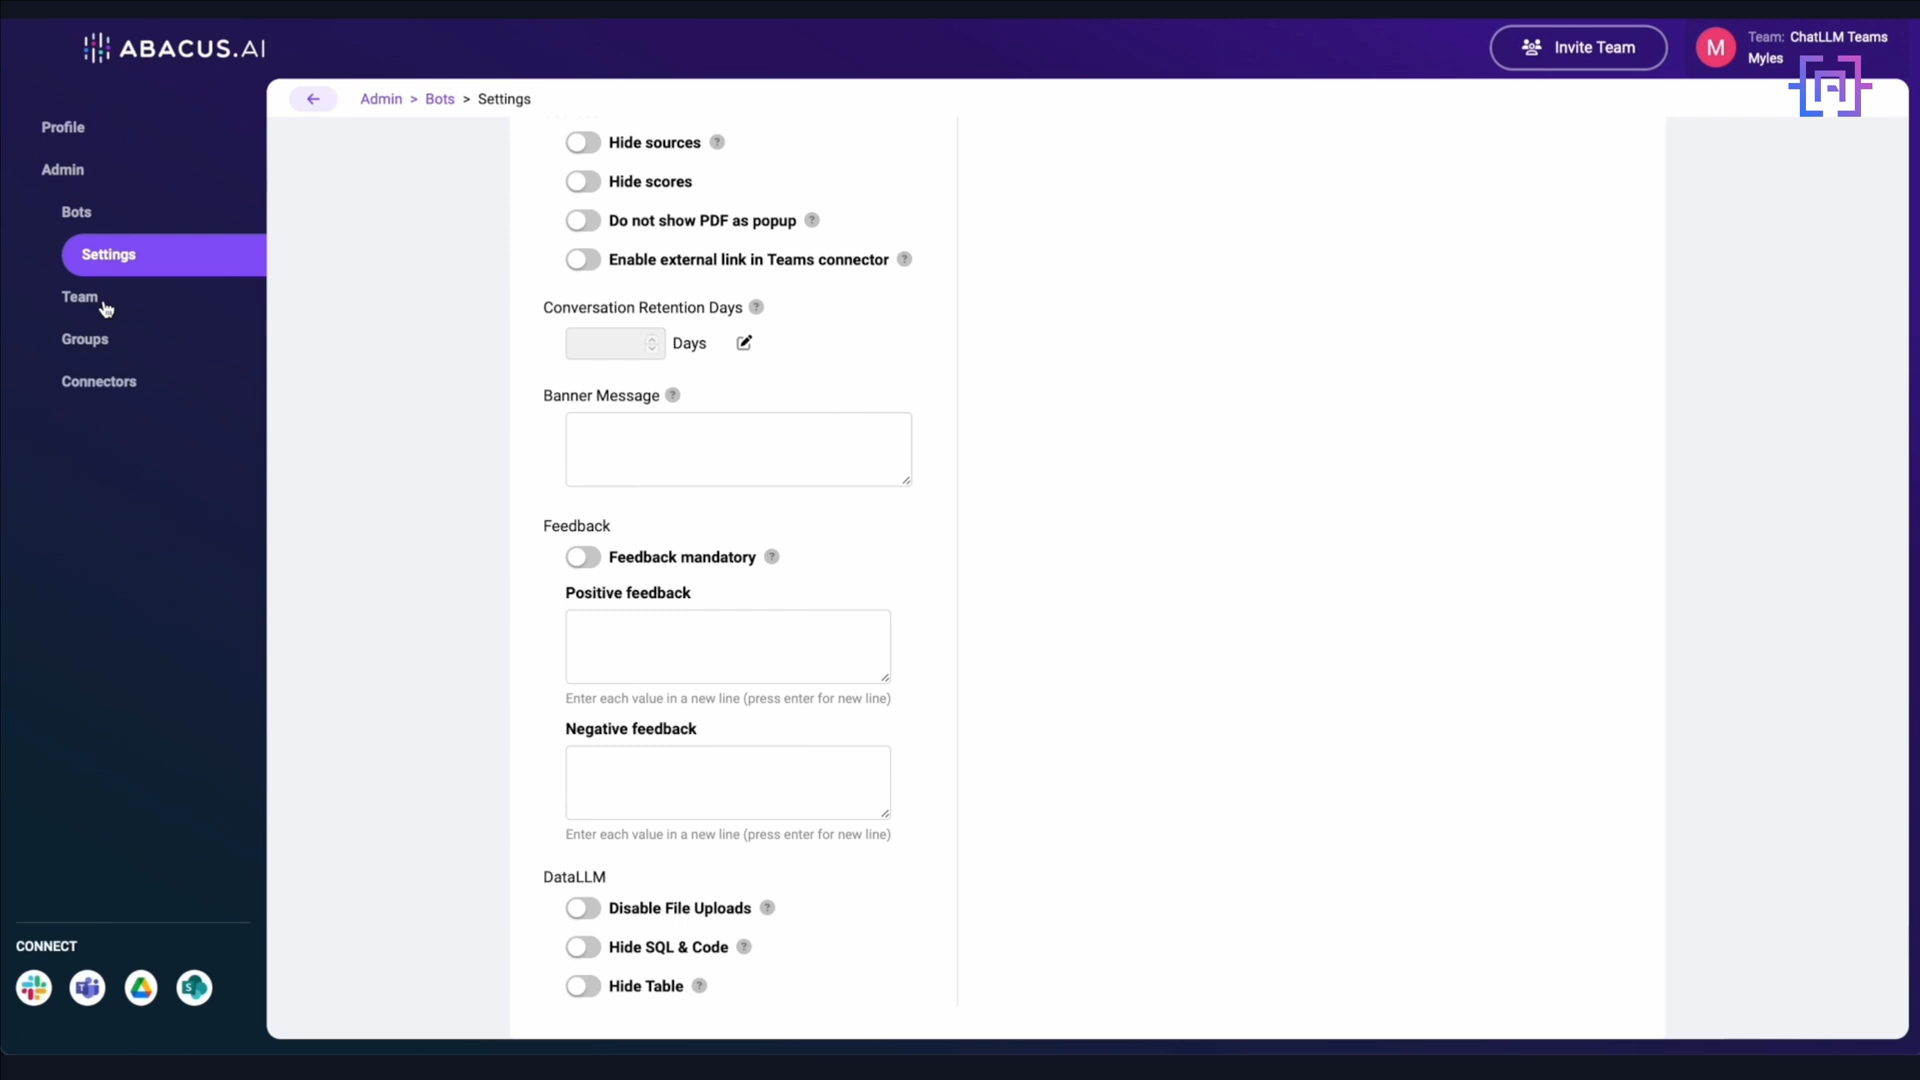 ABACUS.AI
Invite Team
M
Team: ChatLLM Teams
Myles
Admin > Bots > Settings
Profile
Admin
Bots
Settings
Team
Groups
Connectors
Hide sources ?
Hide scores
Do not show PDF as popup ?
Enable external link in Teams connector ?
Conversation Retention Days ?
Days
Banner Message ?
Feedback
Feedback mandatory ?
Positive feedback
Enter each value in a new line (press enter for new line)
Negative feedback
Enter each value in a new line (press enter for new line)
DataLLM
Disable File Uploads ?
Hide SQL & Code ?
Hide Table ?
CONNECT